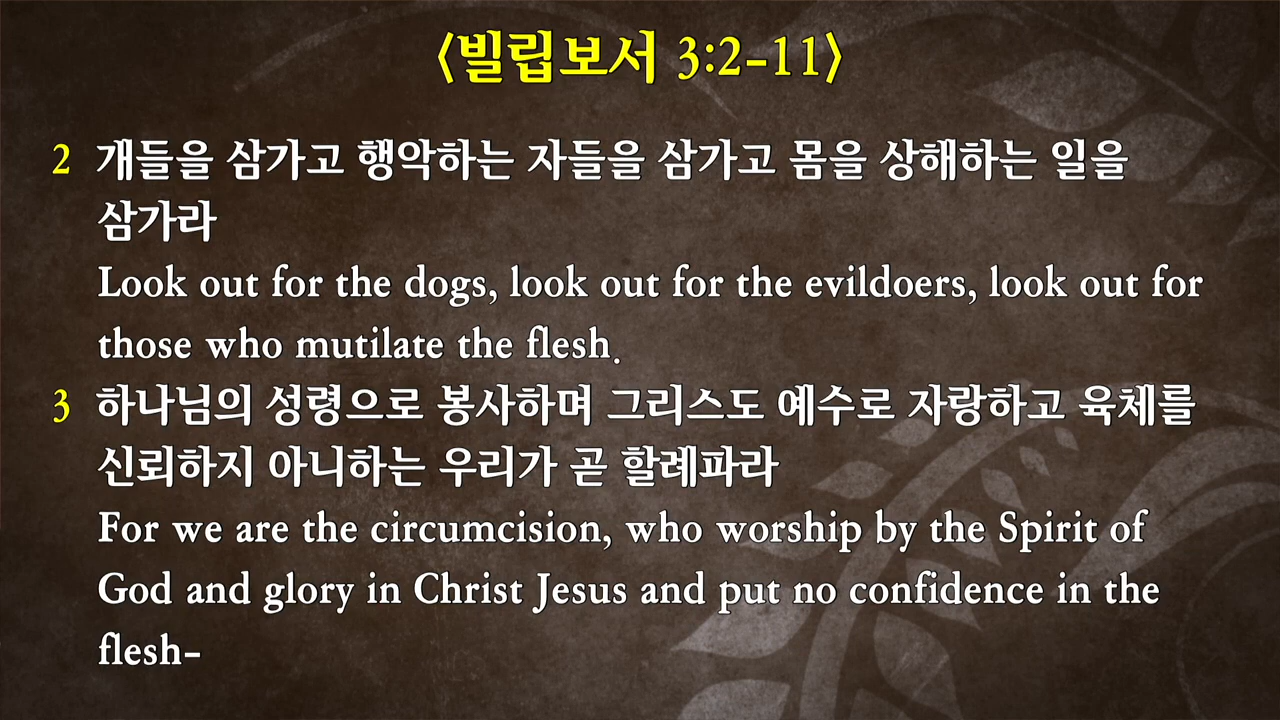 <빌립보서 3:2-11>
2 개들을 삼가고 행악하는 자들을 삼가고 몸을 상해하는 일을
삼가라
Look out for the dogs, look out for the evildoers, look out for
those who mutilate the flesh.
3 하나님의 성령으로 봉사하며 그리스도 예수로 자랑하고 육체를
신뢰하지 아니하는 우리가 곧 할례파라
For we are the circumcision, who worship by the Spirit of
God and glory in Christ Jesus and put no confidence in the
flesh-